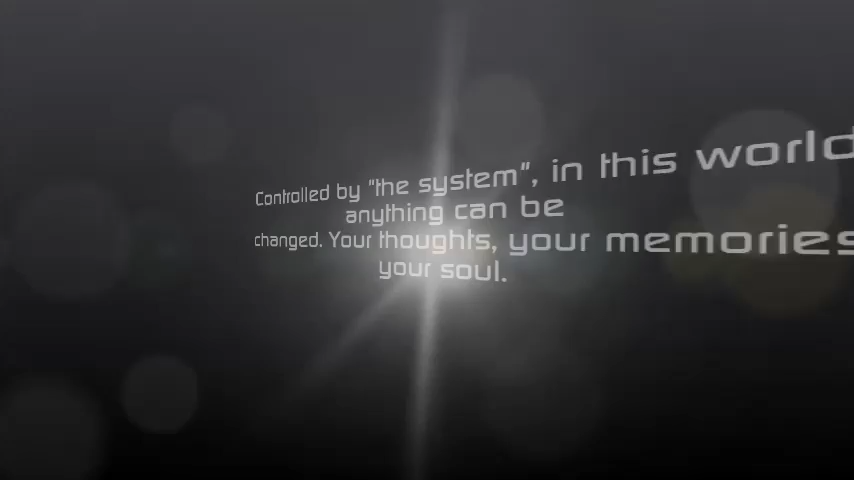 Controlled by "the system", in this world
anything can be
changed. Your thoughts, your memories
your soul.